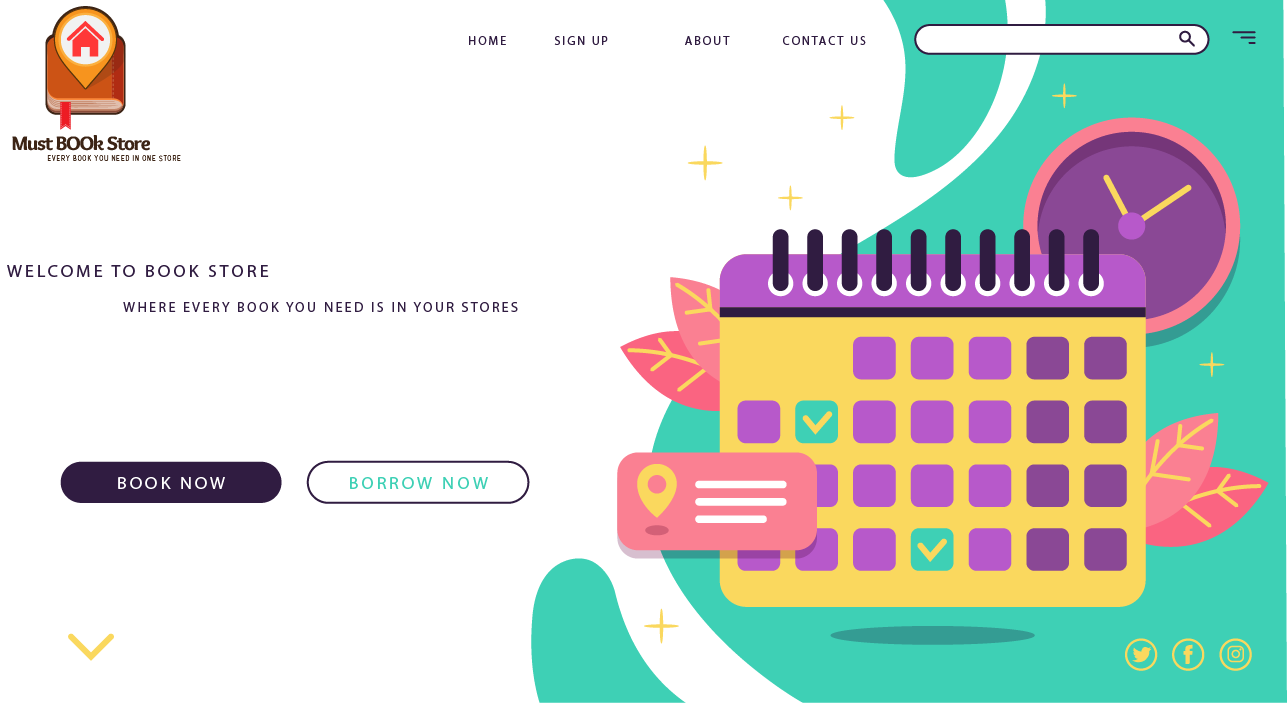 HOME SIGN UP ABOUT CONTACT US
Must BOOk Store
EVERY BOOK YOU NEED IN ONE STORE
WELCOME TO BOOK STORE
WHERE EVERY BOOK YOU NEED IS IN YOUR STORES
BOOK NOW BORROW NOW